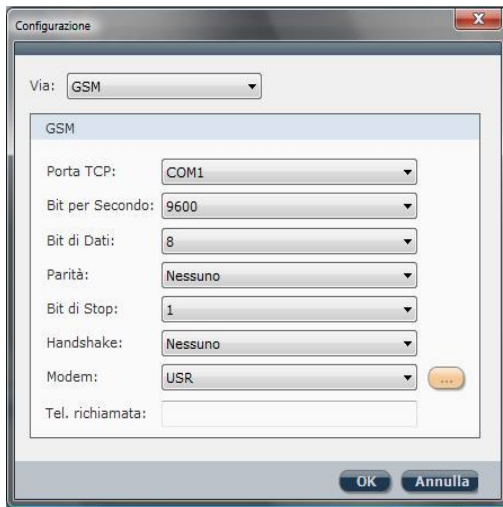 Configurazione
Via: GSM
GSM
Porta TCP: COM1
Bit per Secondo: 9600
Bit di Dati: 8
Parità: Nessuno
Bit di Stop: 1
Handshake: Nessuno
Modem: USR ...
Tel. richiamata:
OK Annulla